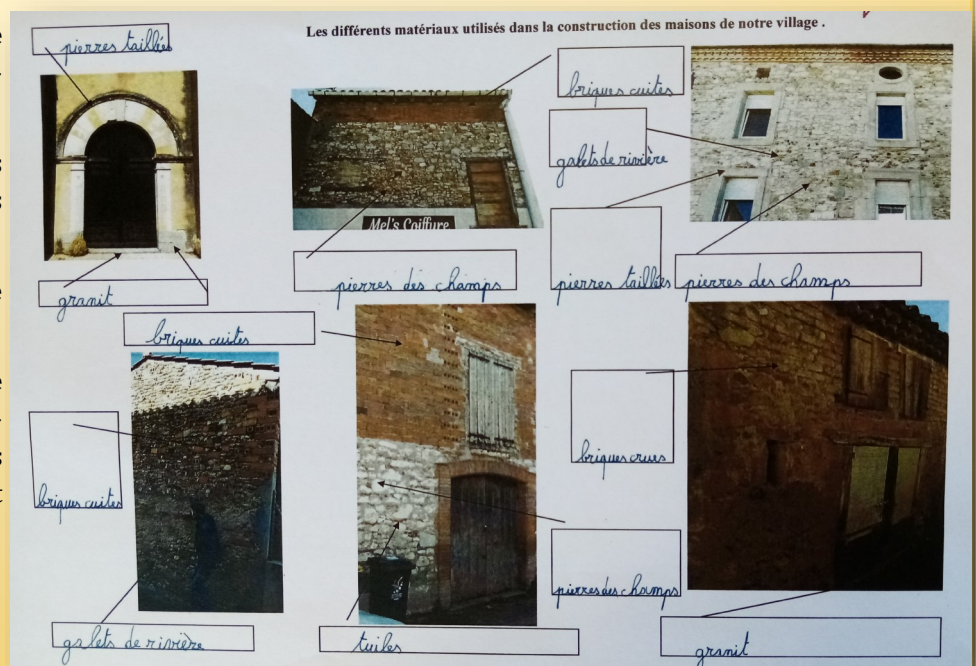 Les différents matériaux utilisés dans la construction des maisons de notre village .
pierres taillées
briques cuites
galets de rivière
Mel's Coiffure
granit
pierres des champs
pierres taillées
pierres des champs
briques cuites
briques cuites
briques crues
pierres des champs
galets de rivière
tuiles
granit